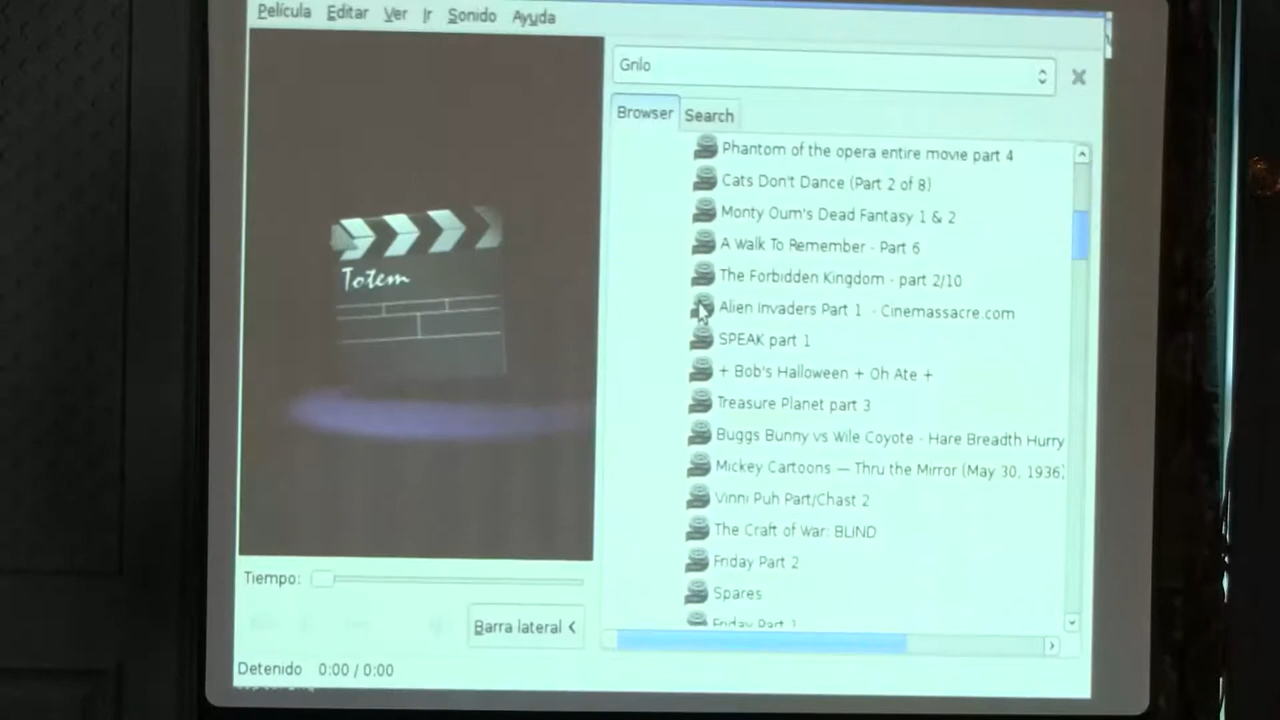 Película Editar Ver Ir Sonido Ayuda
Grilo
Browser Search
Phantom of the opera entire movie part 4
Cats Don't Dance (Part 2 of 8)
Monty Oum's Dead Fantasy 1 & 2
A Walk To Remember - Part 6
The Forbidden Kingdom - part 2/10
Alien Invaders Part 1 - Cinemassacre.com
SPEAK part 1
+ Bob's Halloween + Oh Ate +
Treasure Planet part 3
Buggs Bunny vs Wile Coyote - Hare Breadth Hurry
Mickey Cartoons — Thru the Mirror (May 30, 1936)
Vinni Puh Part/Chast 2
The Craft of War: BLIND
Friday Part 2
Spares
Friday Part 1
Totem
Tiempo:
Barra lateral <
Detenido 0:00 / 0:00